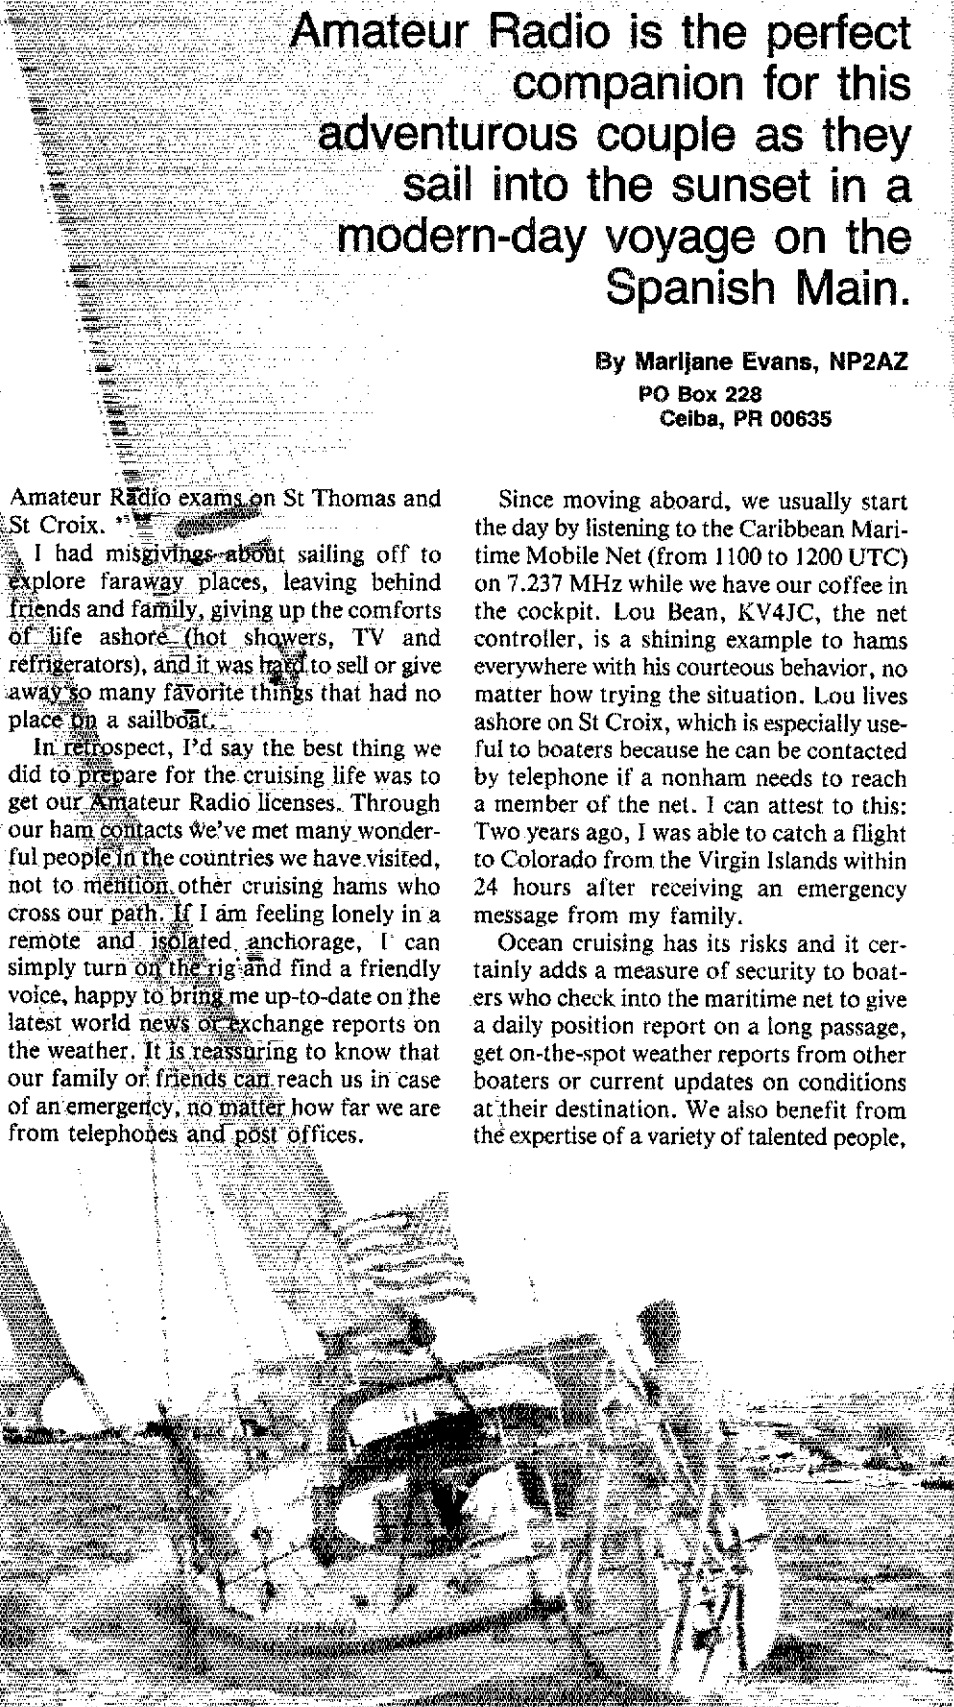 Amateur Radio is the perfect
companion for this
adventurous couple as they
sail into the sunset in a
modern-day voyage on the
Spanish Main.
By Marijane Evans, NP2AZ
PO Box 228
Ceiba, PR 00635
Amateur Radio exams on St Thomas and
St Croix.
I had misgivings about sailing off to
explore faraway places, leaving behind
friends and family, giving up the comforts
of life ashore (hot showers, TV and
refrigerators), and it was hard to sell or give
away so many favorite things that had no
place on a sailboat.
In retrospect, I'd say the best thing we
did to prepare for the cruising life was to
get our Amateur Radio licenses. Through
our ham contacts we've met many wonder-
ful people in the countries we have visited,
not to mention other cruising hams who
cross our path. If I am feeling lonely in a
remote and isolated anchorage, I can
simply turn on the rig and find a friendly
voice, happy to bring me up-to-date on the
latest world news or exchange reports on
the weather. It is reassuring to know that
our family or friends can reach us in case
of an emergency, no matter how far we are
from telephones and post offices.
Since moving aboard, we usually start
the day by listening to the Caribbean Mari-
time Mobile Net (from 1100 to 1200 UTC)
on 7.237 MHz while we have our coffee in
the cockpit. Lou Bean, KV4JC, the net
controller, is a shining example to hams
everywhere with his courteous behavior, no
matter how trying the situation. Lou lives
ashore on St Croix, which is especially use-
ful to boaters because he can be contacted
by telephone if a nonham needs to reach
a member of the net. I can attest to this:
Two years ago, I was able to catch a flight
to Colorado from the Virgin Islands within
24 hours after receiving an emergency
message from my family.
Ocean cruising has its risks and it cer-
tainly adds a measure of security to boat-
ers who check into the maritime net to give
a daily position report on a long passage,
get on-the-spot weather reports from other
boaters or current updates on conditions
at their destination. We also benefit from
the expertise of a variety of talented people,